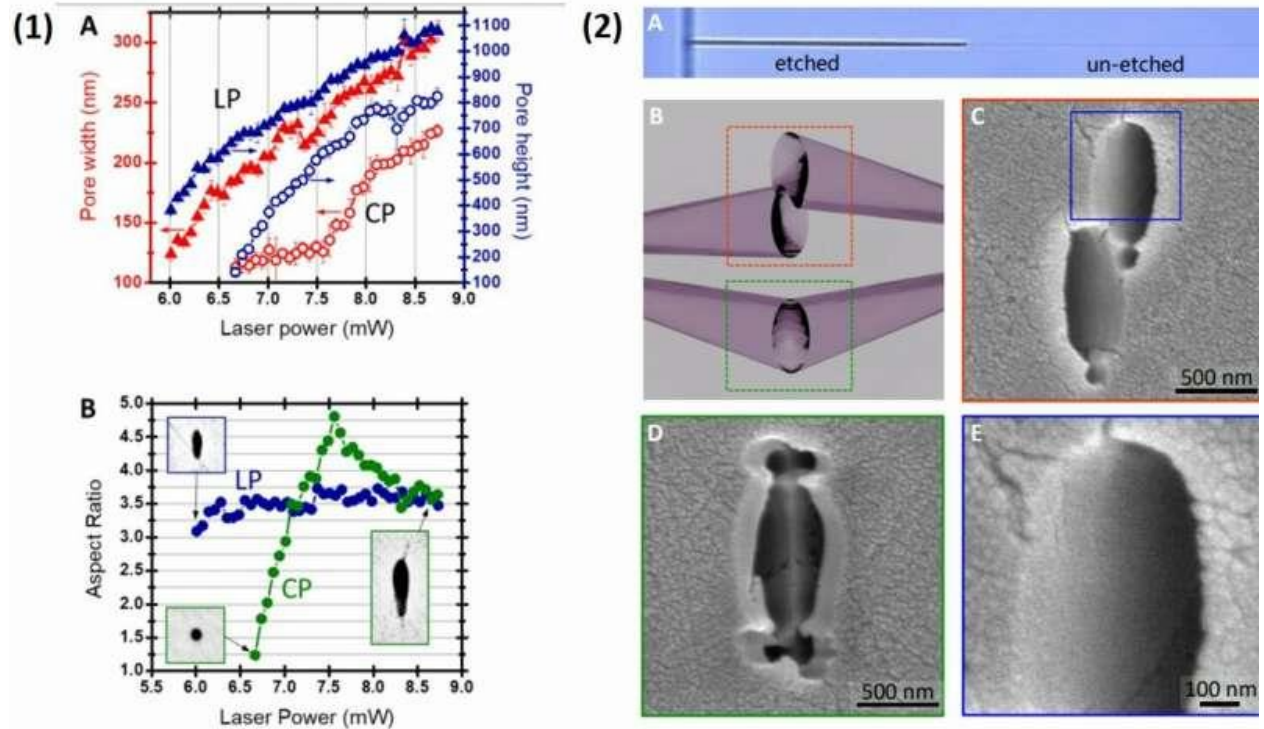 (1)
A
300
250
200
150
100
Pore width (nm)
LP
CP
1100
1000
900
800
700
600
500
400
300
200
100
Pore height (nm)
6.0 6.5 7.0 7.5 8.0 8.5 9.0
Laser power (mW)
B
5.0
4.5
4.0
3.5
3.0
2.5
2.0
1.5
1.0
Aspect Ratio
LP
CP
5.5 6.0 6.5 7.0 7.5 8.0 8.5 9.0
Laser Power (mW)
(2)
A
etched un-etched
B
C
500 nm
D
500 nm
E
100 nm